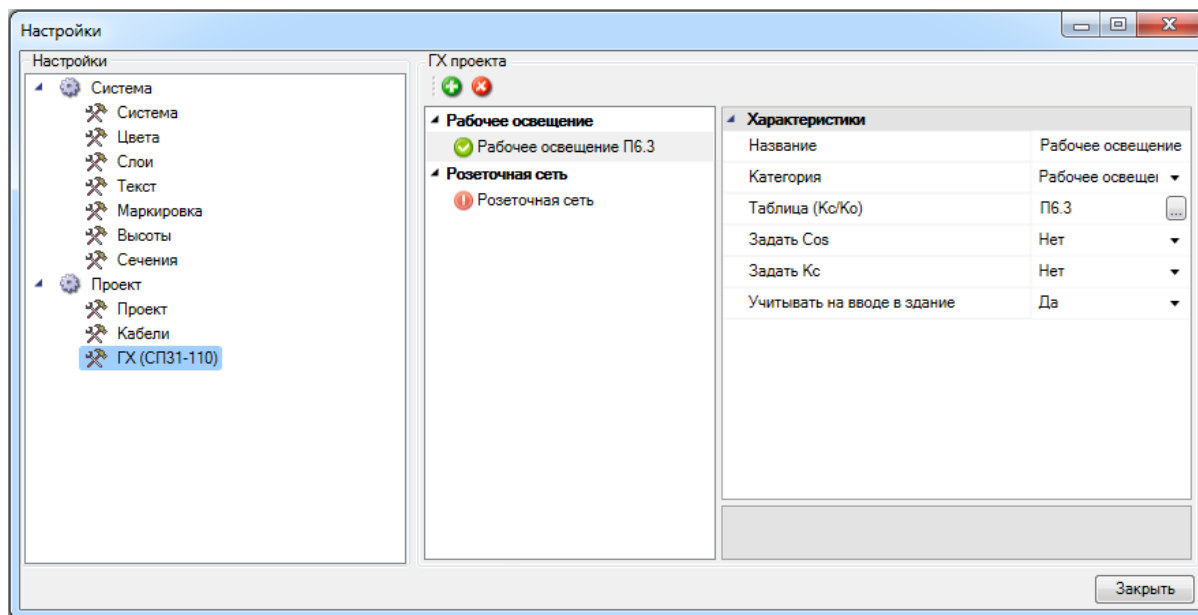 Настройки
Настройки
Система
Система
Цвета
Слои
Текст
Маркировка
Высоты
Сечения
Проект
Проект
Кабели
ГХ (СП31-110)
ГХ проекта
Рабочее освещение
Рабочее освещение П6.3
Розеточная сеть
Розеточная сеть
Характеристики
Название Рабочее освещение
Категория Рабочее освещен
Таблица (Кс/Ко) П6.3 ...
Задать Cos Нет
Задать Кс Нет
Учитывать на вводе в здание Да
Закрыть